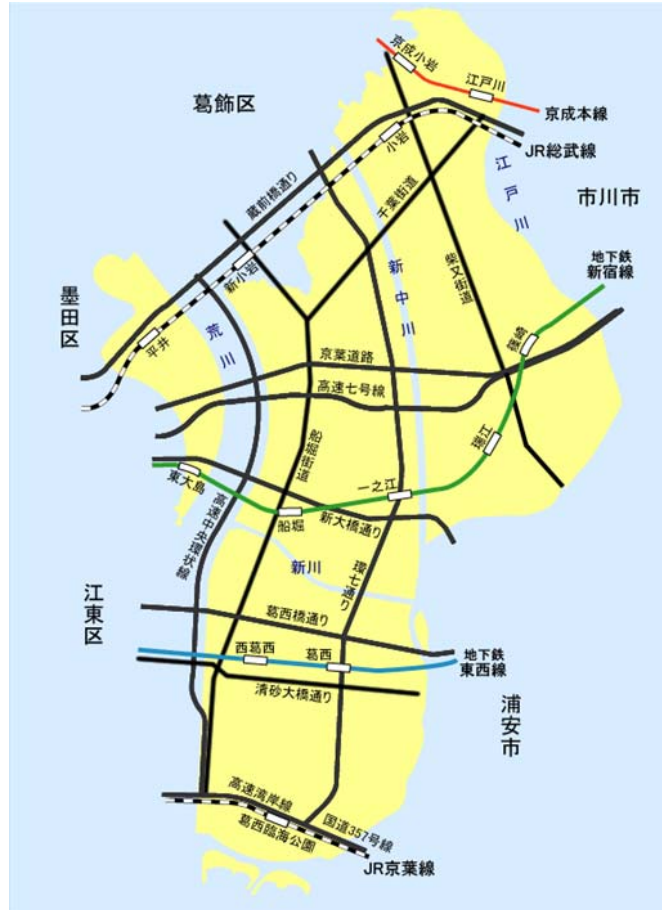 京成小岩
江戸川
葛飾区
京成本線
小岩
JR総武線
江戸川
蔵前橋通り
千葉街道
市川市
新小岩
新中川
柴又街道
地下鉄
新宿線
墨田区
荒川
平井
篠崎
京葉道路
高速七号線
船堀街道
瑞江
一之江
東大島
高速中央環状線
船堀
新大橋通り
新川
環七通り
江東区
葛西橋通り
西葛西
葛西
地下鉄
東西線
清砂大橋通り
浦安市
高速湾岸線
国道357号線
葛西臨海公園
JR京葉線